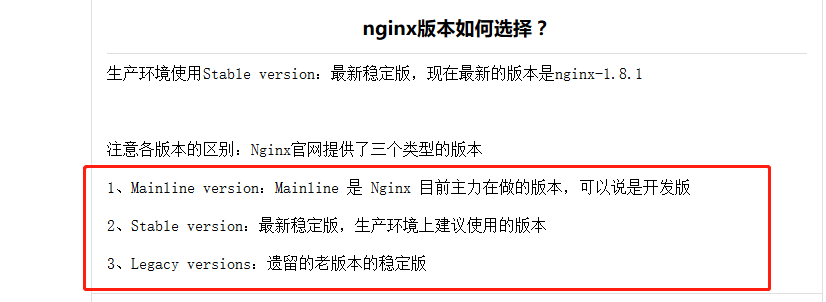 nginx版本如何选择？
生产环境使用Stable version：最新稳定版，现在最新的版本是nginx-1.8.1
注意各版本的区别：Nginx官网提供了三个类型的版本
1、Mainline version：Mainline 是 Nginx 目前主力在做的版本，可以说是开发版
2、Stable version：最新稳定版，生产环境上建议使用的版本
3、Legacy versions：遗留的老版本的稳定版